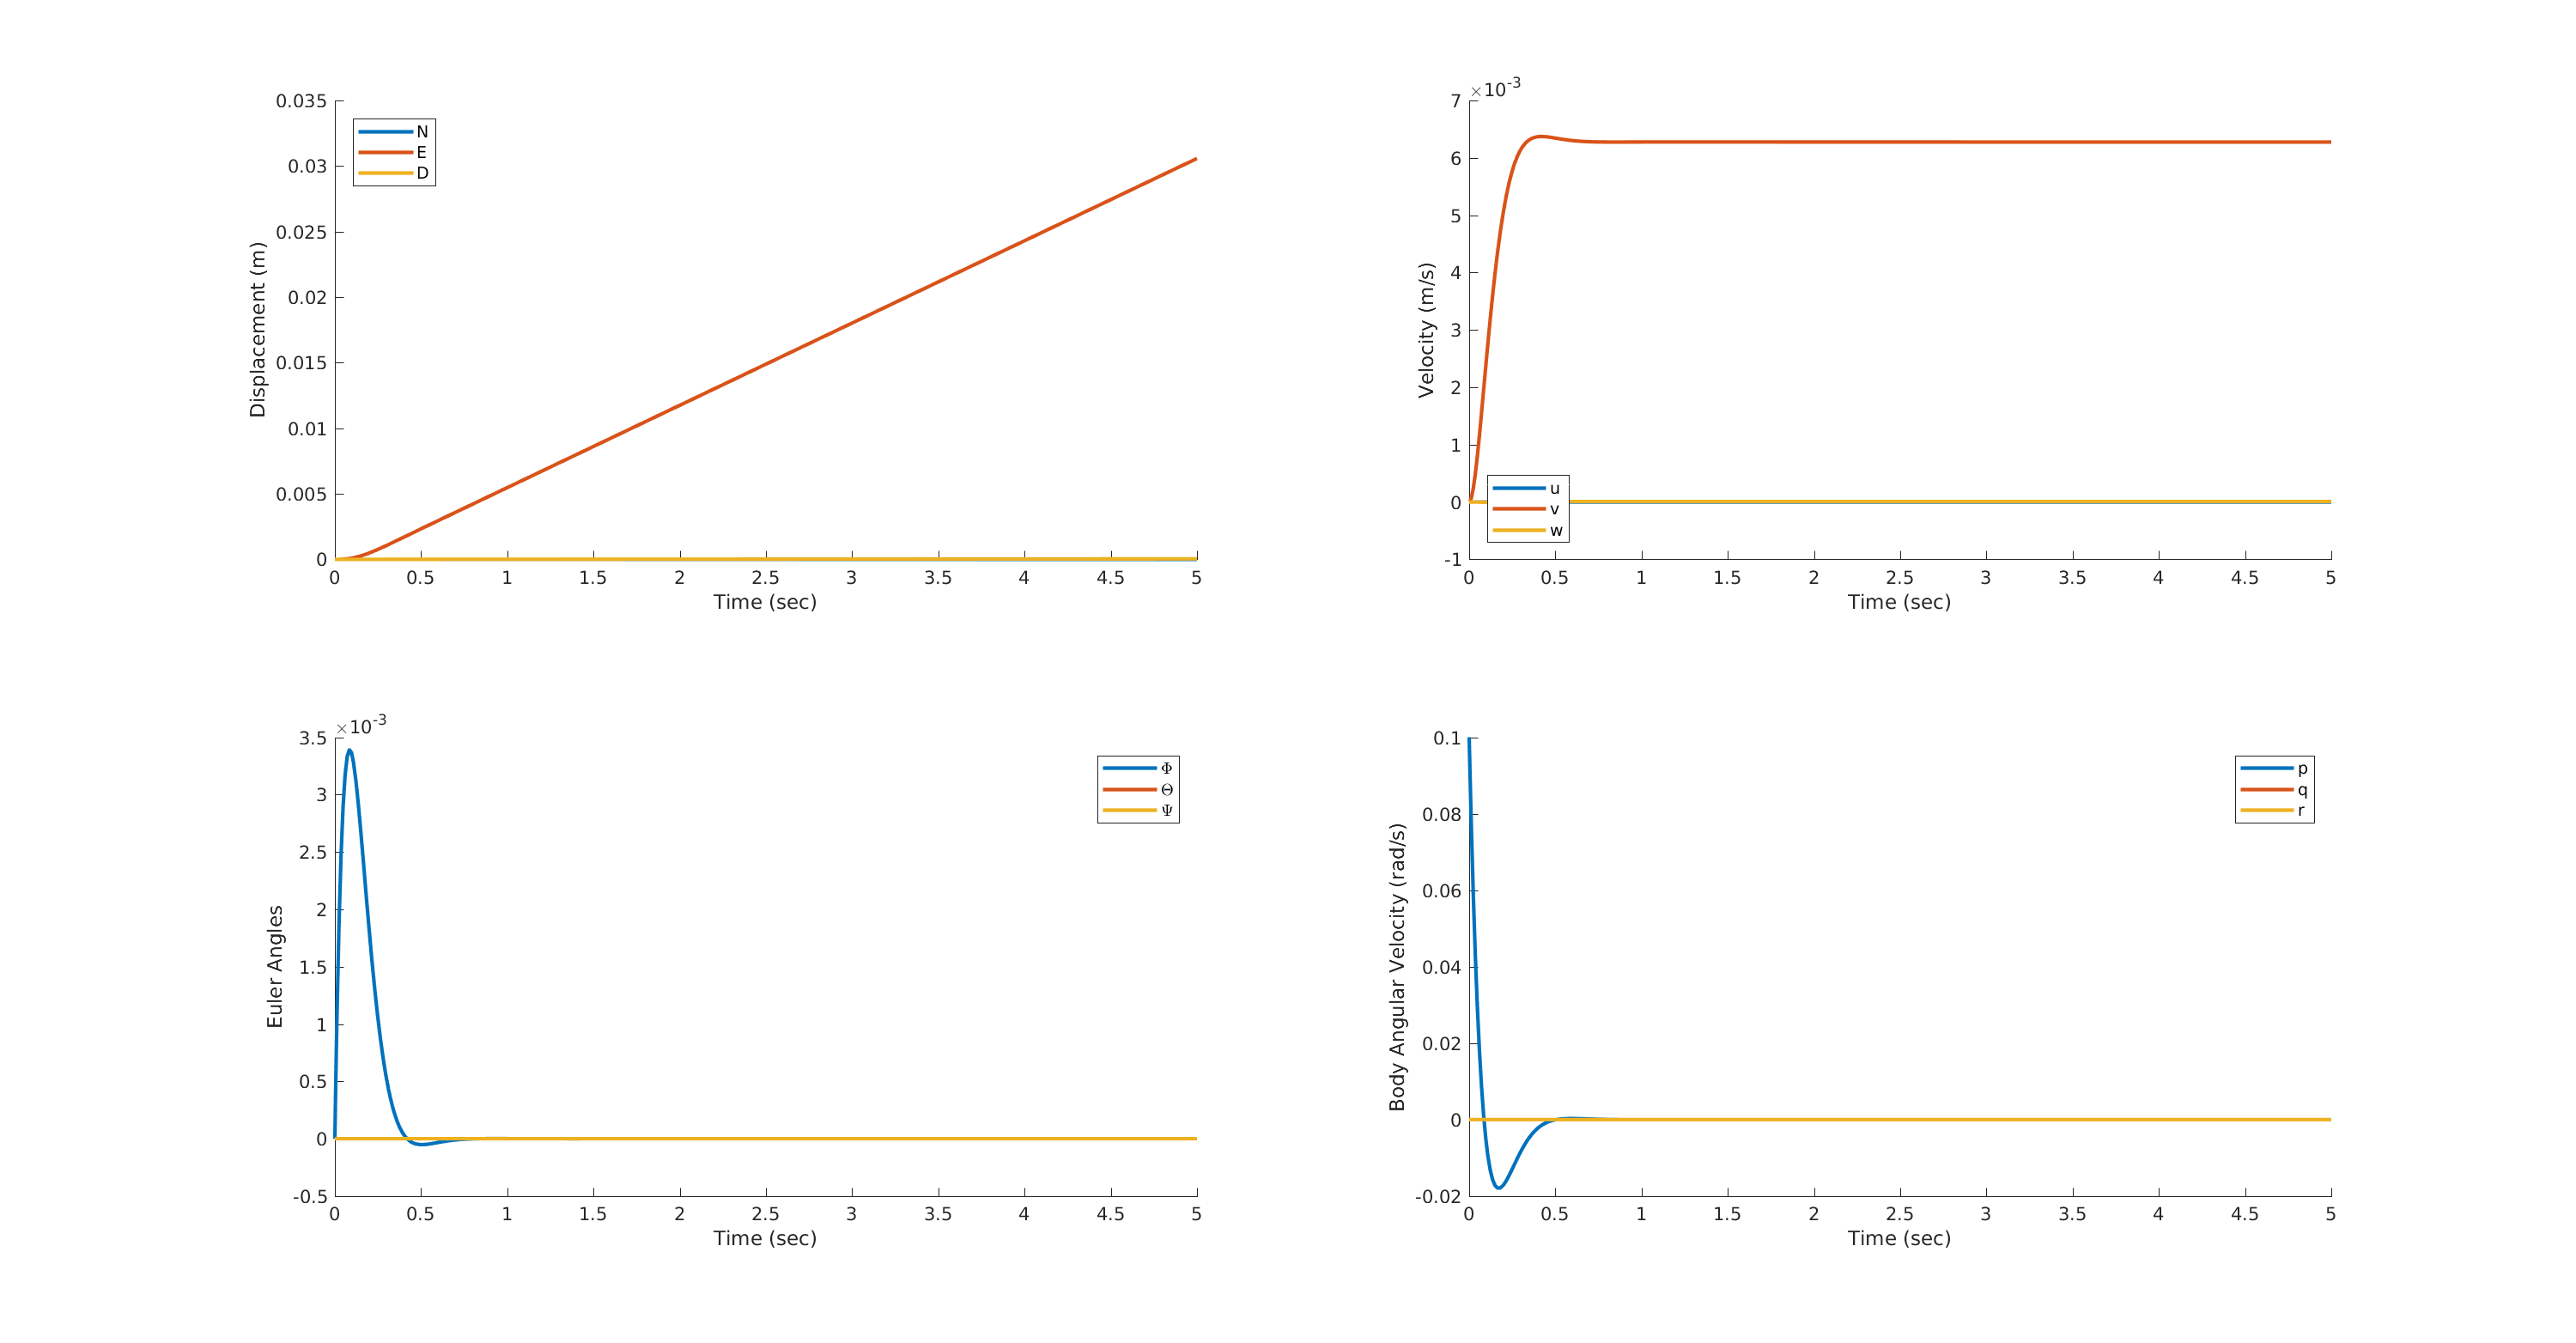 0.035
0.03
0.025
0.02
0.015
0.01
0.005
0
Displacement (m)
N
E
D
0 0.5 1 1.5 2 2.5 3 3.5 4 4.5 5
Time (sec)
×10-3
7
6
5
4
3
2
1
0
-1
Velocity (m/s)
u
v
w
0 0.5 1 1.5 2 2.5 3 3.5 4 4.5 5
Time (sec)
×10-3
3.5
3
2.5
2
1.5
1
0.5
0
-0.5
Euler Angles
Φ
Θ
Ψ
0 0.5 1 1.5 2 2.5 3 3.5 4 4.5 5
Time (sec)
0.1
0.08
0.06
0.04
0.02
0
-0.02
Body Angular Velocity (rad/s)
p
q
r
0 0.5 1 1.5 2 2.5 3 3.5 4 4.5 5
Time (sec)